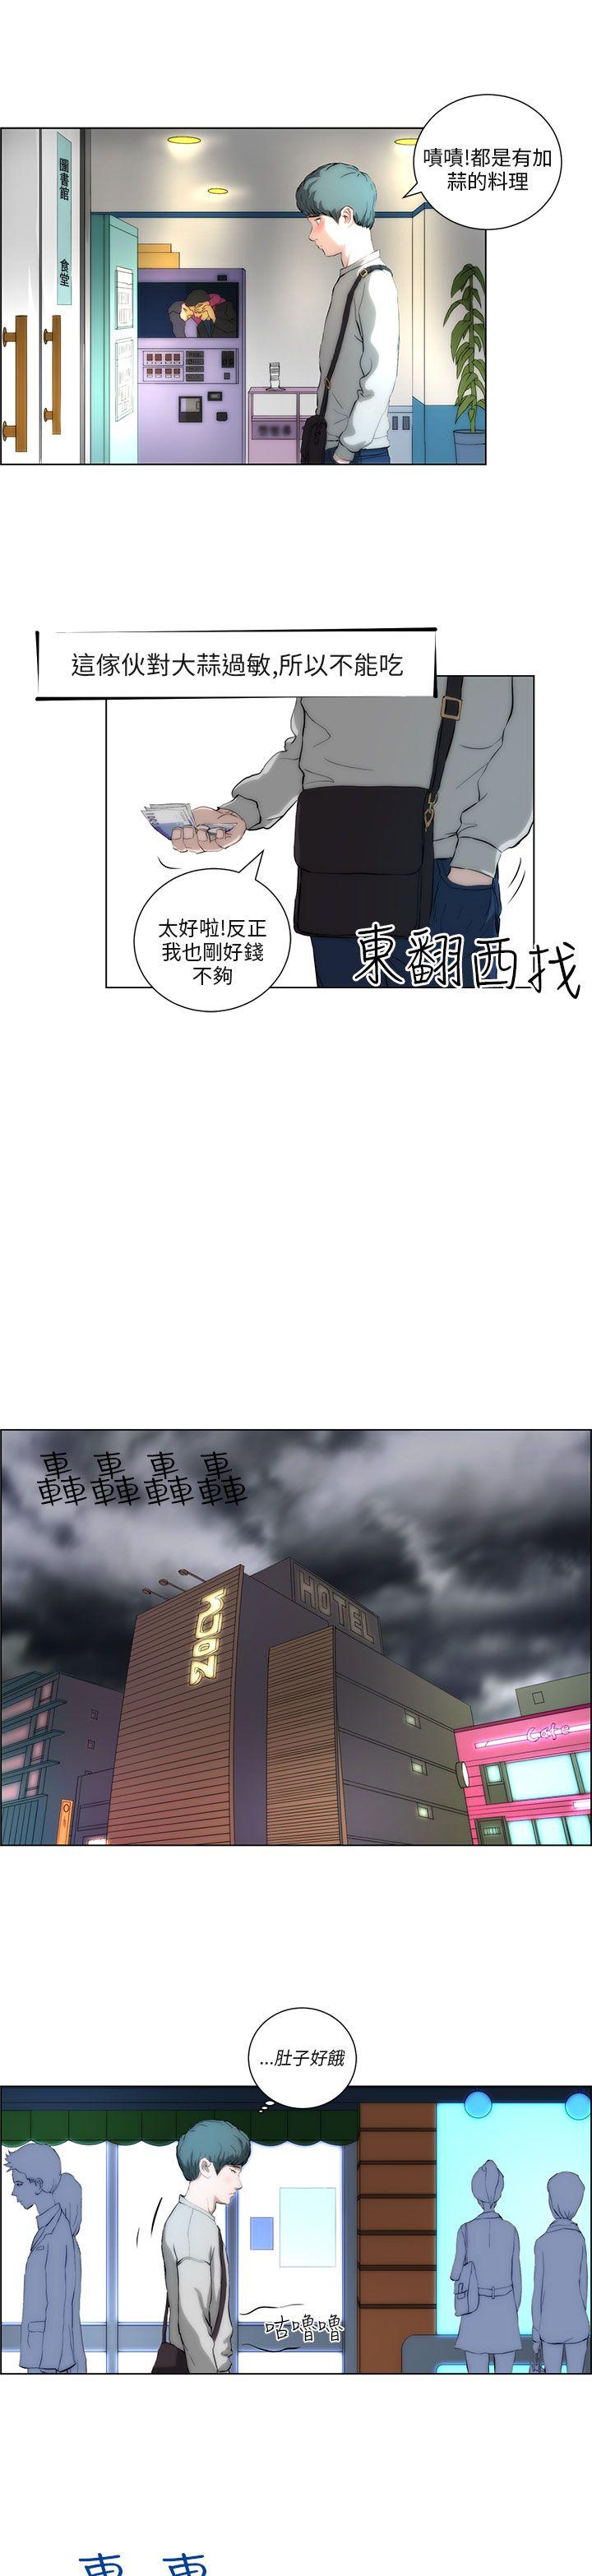 嘖嘖!都是有加
蒜的料理
圖書館 食堂
這傢伙對大蒜過敏,所以不能吃
太好啦!反正
我也剛好錢
不夠
東翻西找
轟轟轟轟
HOTEL
Cafe
...肚子好餓
咕嚕嚕